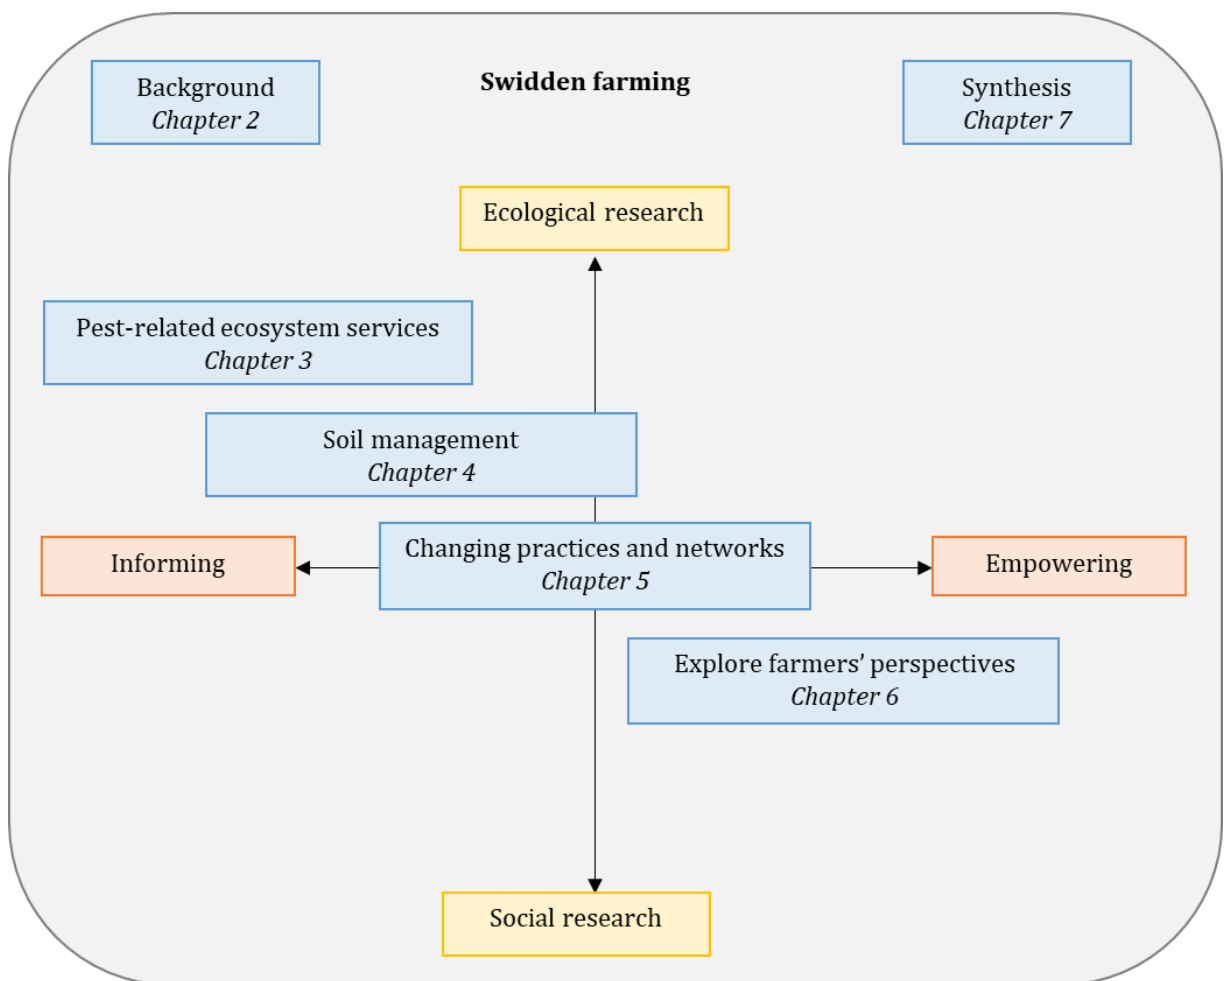 Swidden farming
Background
Chapter 2
Synthesis
Chapter 7
Ecological research
Pest-related ecosystem services
Chapter 3
Soil management
Chapter 4
Informing
Changing practices and networks
Chapter 5
Empowering
Explore farmers’ perspectives
Chapter 6
Social research